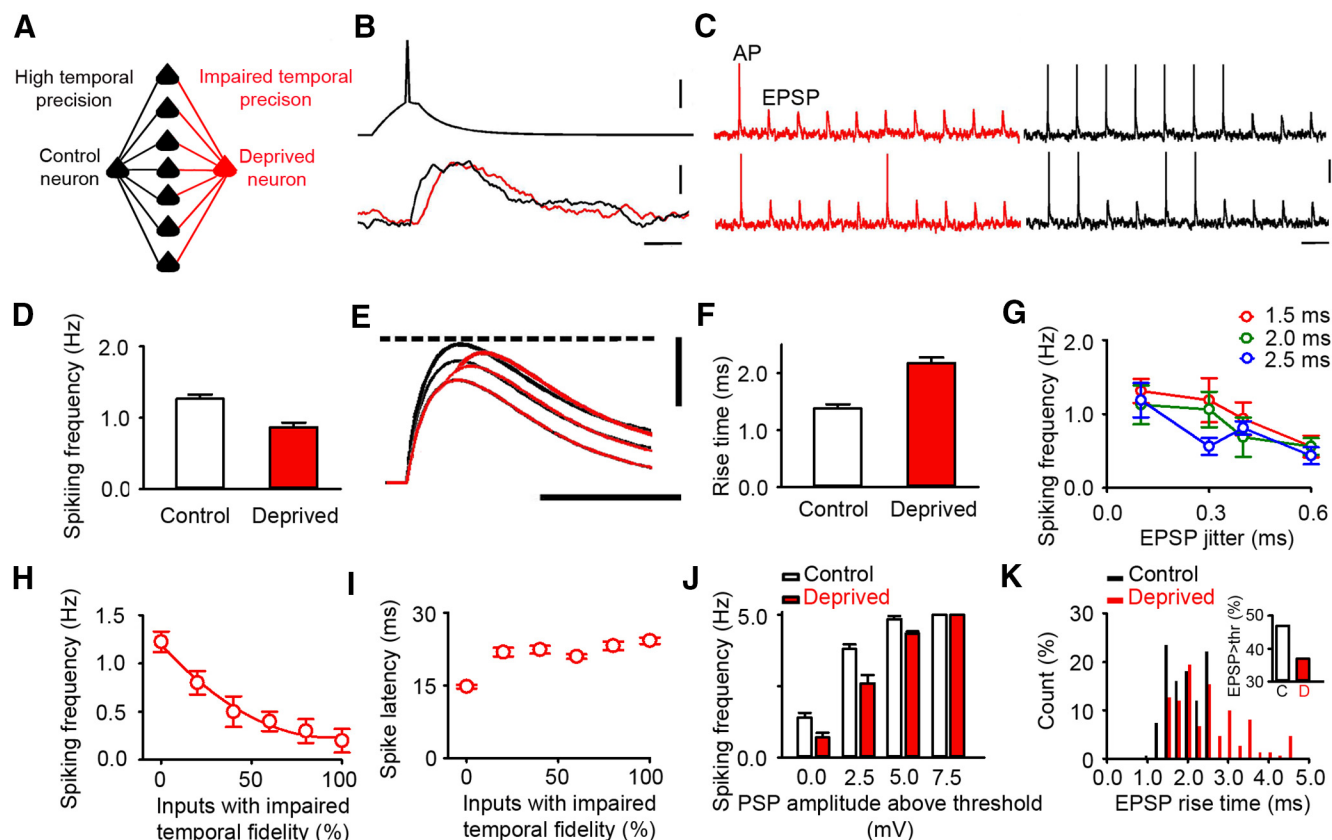 A
High temporal
precision
Impaired temporal
precison
Control
neuron
Deprived
neuron
B
C
AP
EPSP
D
Spikiing frequency (Hz)
2.0
1.0
0.0
Control
Deprived
E
F
Rise time (ms)
2.0
1.0
0.0
Control
Deprived
G
1.5 ms
2.0 ms
2.5 ms
Spiking frequency (Hz)
2.0
1.0
0.0
0.0
0.3
0.6
EPSP jitter (ms)
H
Spiking frequency (Hz)
1.5
1.0
0.5
0.0
0
50
100
Inputs with impaired
temporal fidelity (%)
I
Spike latency (ms)
30
15
0
0
50
100
Inputs with impaired
temporal fidelity (%)
J
Control
Deprived
Spiking frequency (Hz)
5.0
0.0
0.0
2.5
5.0
7.5
PSP amplitude above threshold
(mV)
K
Control
Deprived
Count (%)
30
20
10
0
0.0
1.0
2.0
3.0
4.0
5.0
EPSP rise time (ms)
EPSP>thr (%)
50
40
30
C
D